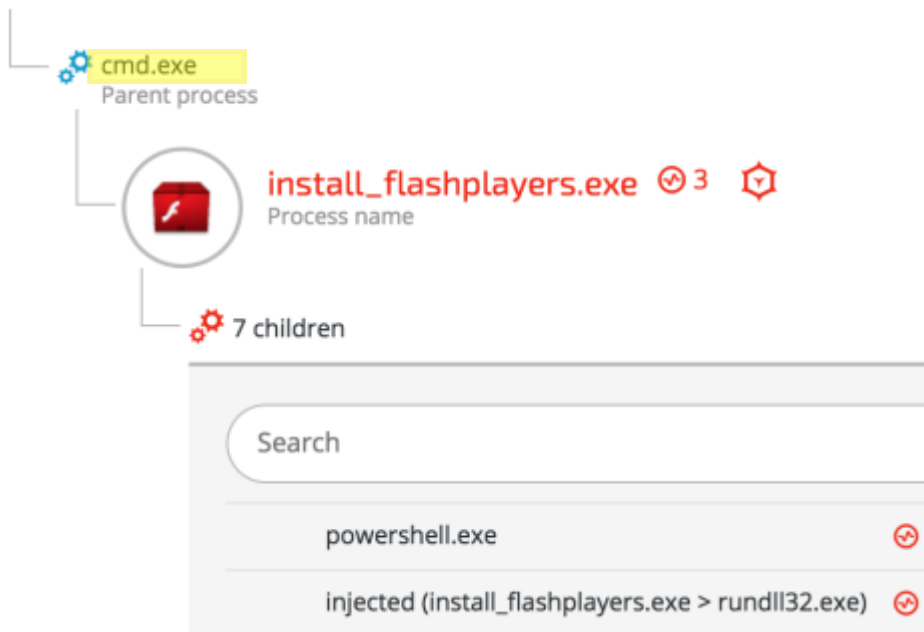 cmd.exe
Parent process
install_flashplayers.exe 3
Process name
7 children
Search
powershell.exe
injected (install_flashplayers.exe > rundll32.exe)